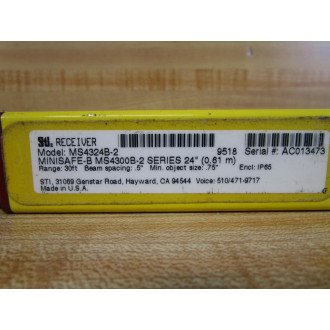 STI. RECEIVER
Model: MS4324B-2 9518 Serial #: AC013473
MINISAFE-B MS4300B-2 SERIES 24" (0,61 m)
Range: 30ft Beam spacing: .5" Min. object size: .75" Encl: IP65
STI, 31069 Genstar Road, Hayward, CA 94544 Voice: 510/471-9717
Made in U.S.A.